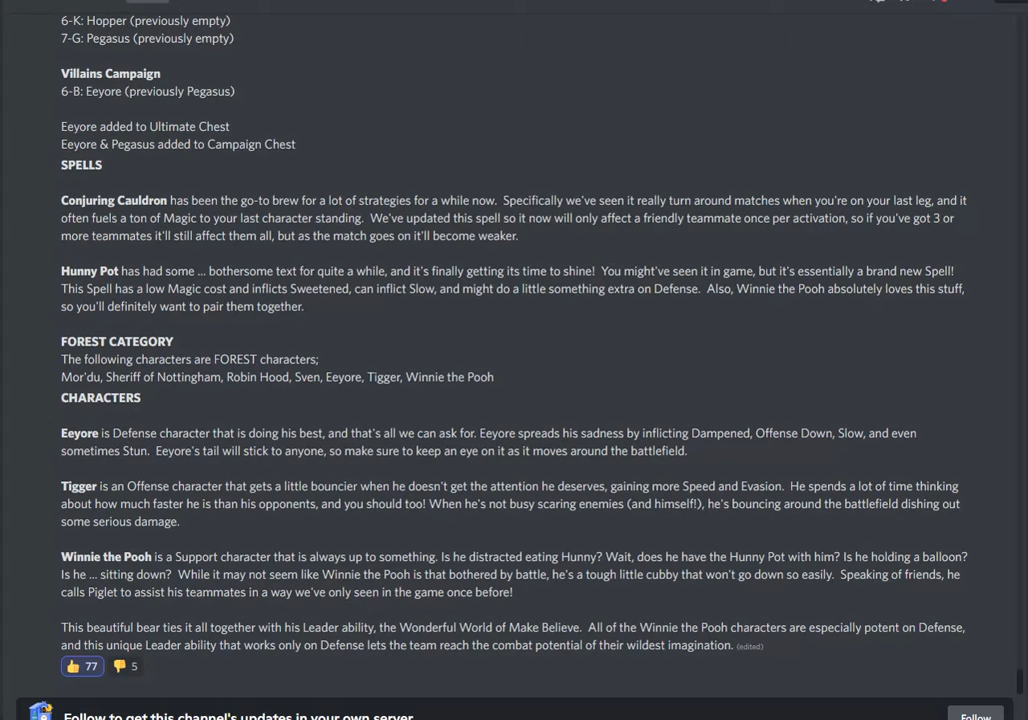 6-K: Hopper (previously empty)
7-G: Pegasus (previously empty)
Villains Campaign
6-B: Eeyore (previously Pegasus)
Eeyore added to Ultimate Chest
Eeyore & Pegasus added to Campaign Chest
SPELLS
Conjuring Cauldron has been the go-to brew for a lot of strategies for a while now.  Specifically we've seen it really turn around matches when you're on your last leg, and it
often fuels a ton of Magic to your last character standing.  We've updated this spell so it now will only affect a friendly teammate once per activation, so if you've got 3 or
more teammates it'll still affect them all, but as the match goes on it'll become weaker.
Hunny Pot has had some ... bothersome text for quite a while, and it's finally getting its time to shine!  You might've seen it in game, but it's essentially a brand new Spell!
This Spell has a low Magic cost and inflicts Sweetened, can inflict Slow, and might do a little something extra on Defense.  Also, Winnie the Pooh absolutely loves this stuff,
so you'll definitely want to pair them together.
FOREST CATEGORY
The following characters are FOREST characters;
Mor'du, Sheriff of Nottingham, Robin Hood, Sven, Eeyore, Tigger, Winnie the Pooh
CHARACTERS
Eeyore is Defense character that is doing his best, and that's all we can ask for. Eeyore spreads his sadness by inflicting Dampened, Offense Down, Slow, and even
sometimes Stun.  Eeyore's tail will stick to anyone, so make sure to keep an eye on it as it moves around the battlefield.
Tigger is an Offense character that gets a little bouncier when he doesn't get the attention he deserves, gaining more Speed and Evasion.  He spends a lot of time thinking
about how much faster he is than his opponents, and you should too! When he's not busy scaring enemies (and himself!), he's bouncing around the battlefield dishing out
some serious damage.
Winnie the Pooh is a Support character that is always up to something. Is he distracted eating Hunny? Wait, does he have the Hunny Pot with him? Is he holding a balloon?
Is he ... sitting down?  While it may not seem like Winnie the Pooh is that bothered by battle, he's a tough little cubby that won't go down so easily.  Speaking of friends, he
calls Piglet to assist his teammates in a way we've only seen in the game once before!
This beautiful bear ties it all together with his Leader ability, the Wonderful World of Make Believe.  All of the Winnie the Pooh characters are especially potent on Defense,
and this unique Leader ability that works only on Defense lets the team reach the combat potential of their wildest imagination. (edited)
77 5
Follow to get this channel's updates in your own server
Follow